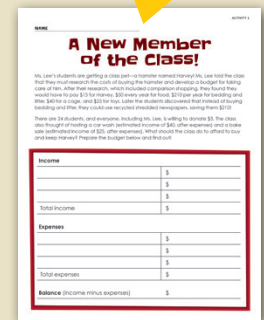 ACTIVITY 1
NAME
A New Member
of the Class!
Ms. Lee's students are getting a class pet—a hamster named Harvey! Ms. Lee told the class
that they must research the costs of buying the hamster and develop a budget for taking
care of him. After their research, which included comparison shopping, they found they
would have to pay $15 for Harvey, $50 every year for food, $210 per year for bedding and
litter, $40 for a cage, and $20 for toys. Later the students discovered that instead of buying
bedding and litter, they could use recycled shredded newspapers, saving them $210!
There are 24 students, and everyone, including Ms. Lee, is willing to donate $3. The class
also thought of hosting a car wash (estimated income of $40, after expenses) and a bake
sale (estimated income of $25, after expenses). What should the class do to afford to buy
and keep Harvey? Prepare the budget below and find out!
Income
$
$
$
Total income $
Expenses
$
$
$
Total expenses $
Balance (income minus expenses) $